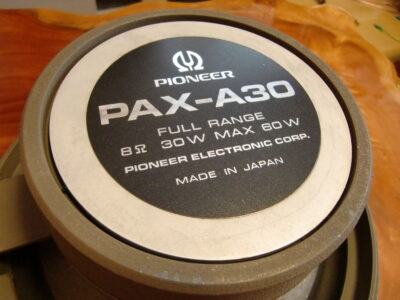 PIONEER
PAX-A30
FULL RANGE
8Ω 30W MAX 60W
PIONEER ELECTRONIC CORP.
MADE IN JAPAN